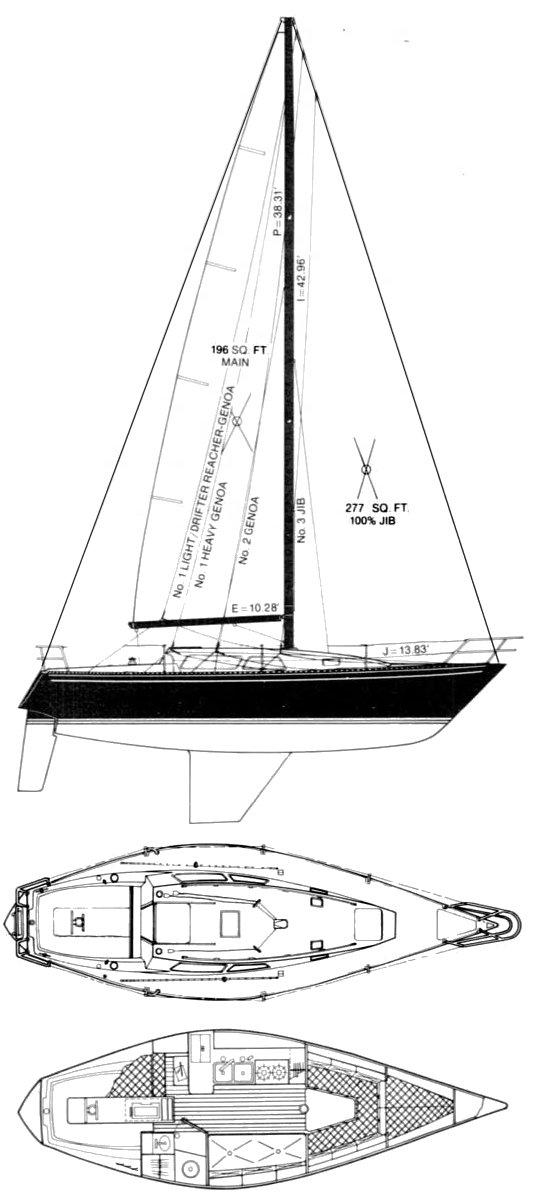 P = 38.31'
I = 42.96'
196 SQ. FT.
MAIN
No. 1 LIGHT/DRIFTER REACHER-GENOA
No. 1 HEAVY GENOA
No. 2 GENOA
No. 3 JIB
277 SQ. FT.
100% JIB
E = 10.28'
J = 13.83'